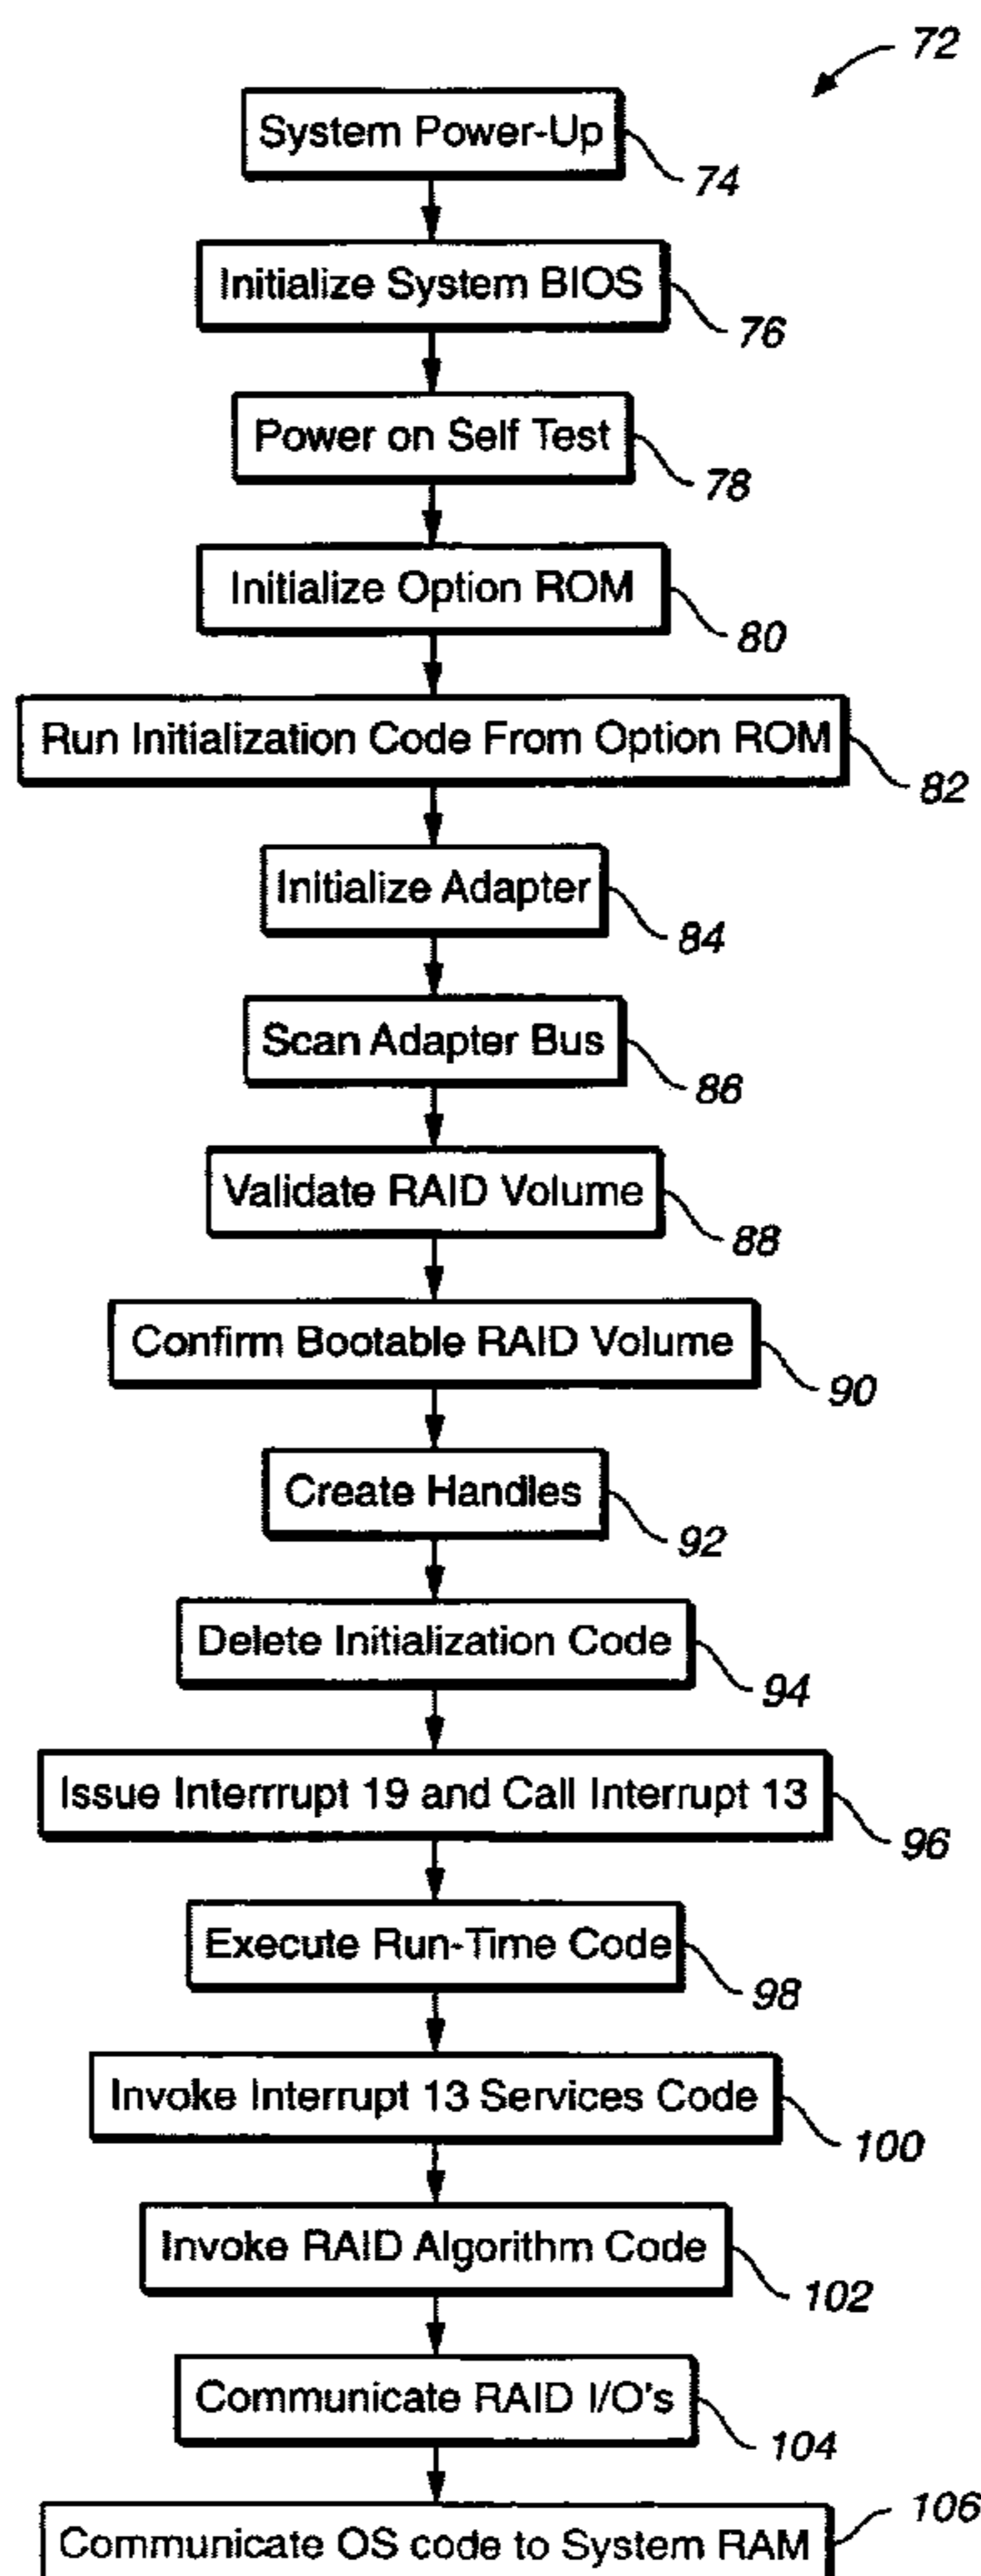 72
System Power-Up
74
Initialize System BIOS
76
Power on Self Test
78
Initialize Option ROM
80
Run Initialization Code From Option ROM
82
Initialize Adapter
84
Scan Adapter Bus
86
Validate RAID Volume
88
Confirm Bootable RAID Volume
90
Create Handles
92
Delete Initialization Code
94
Issue Interrrupt 19 and Call Interrupt 13
96
Execute Run-Time Code
98
Invoke Interrupt 13 Services Code
100
Invoke RAID Algorithm Code
102
Communicate RAID I/O's
104
106
Communicate OS code to System RAM